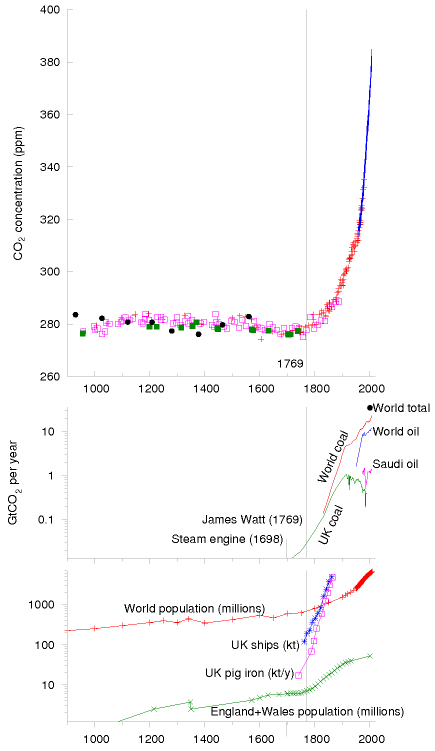 CO2 concentration (ppm)
400
380
360
340
320
300
280
260
1769
1000
1200
1400
1600
1800
2000
GtCO2 per year
10
1
0.1
World total
World oil
Saudi oil
World coal
UK coal
James Watt (1769)
Steam engine (1698)
1000
100
10
World population (millions)
UK ships (kt)
UK pig iron (kt/y)
England+Wales population (millions)
1000
1200
1400
1600
1800
2000